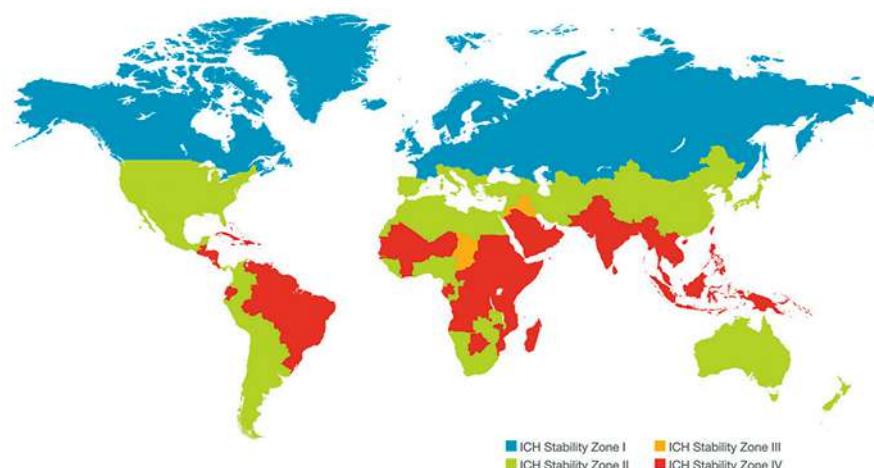 ICH Stability Zone I
ICH Stability Zone III
ICH Stability Zone II
ICH Stability Zone IV